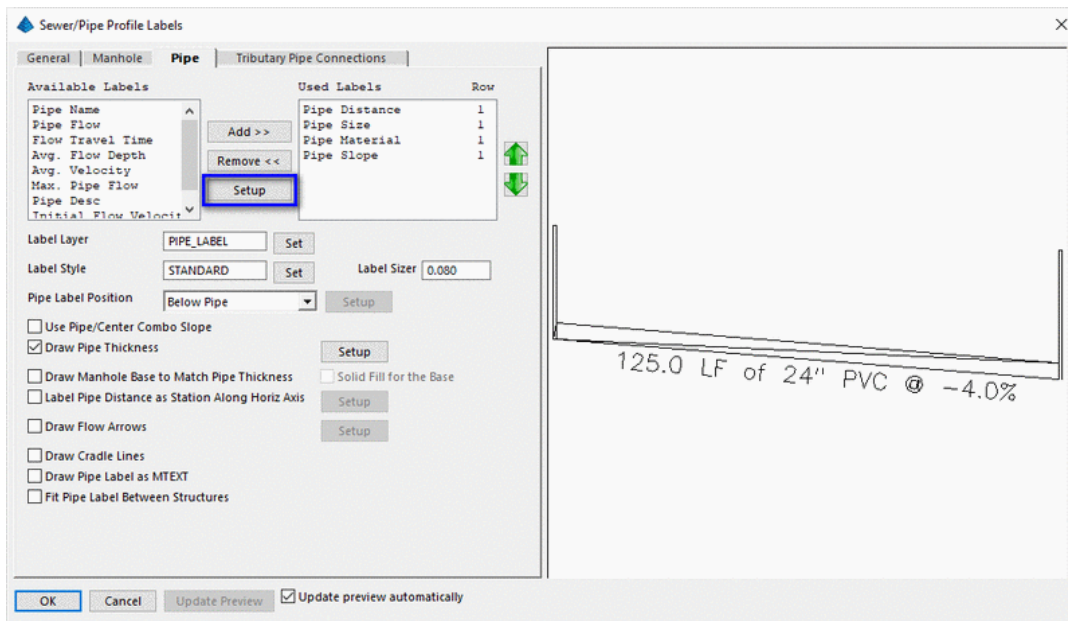 Sewer/Pipe Profile Labels
General Manhole Pipe Tributary Pipe Connections
Available Labels Used Labels Row
Pipe Name
Pipe Flow
Flow Travel Time
Avg. Flow Depth
Avg. Velocity
Max. Pipe Flow
Pipe Desc
Initial Flow Velocit
Add >>
Remove <<
Setup
Pipe Distance 1
Pipe Size 1
Pipe Material 1
Pipe Slope 1
Label Layer PIPE_LABEL Set
Label Style STANDARD Set Label Sizer 0.080
Pipe Label Position Below Pipe Setup
Use Pipe/Center Combo Slope
Draw Pipe Thickness Setup
Draw Manhole Base to Match Pipe Thickness Solid Fill for the Base
Label Pipe Distance as Station Along Horiz Axis Setup
Draw Flow Arrows Setup
Draw Cradle Lines
Draw Pipe Label as MTEXT
Fit Pipe Label Between Structures
OK Cancel Update Preview Update preview automatically
125.0 LF of 24" PVC @ -4.0%